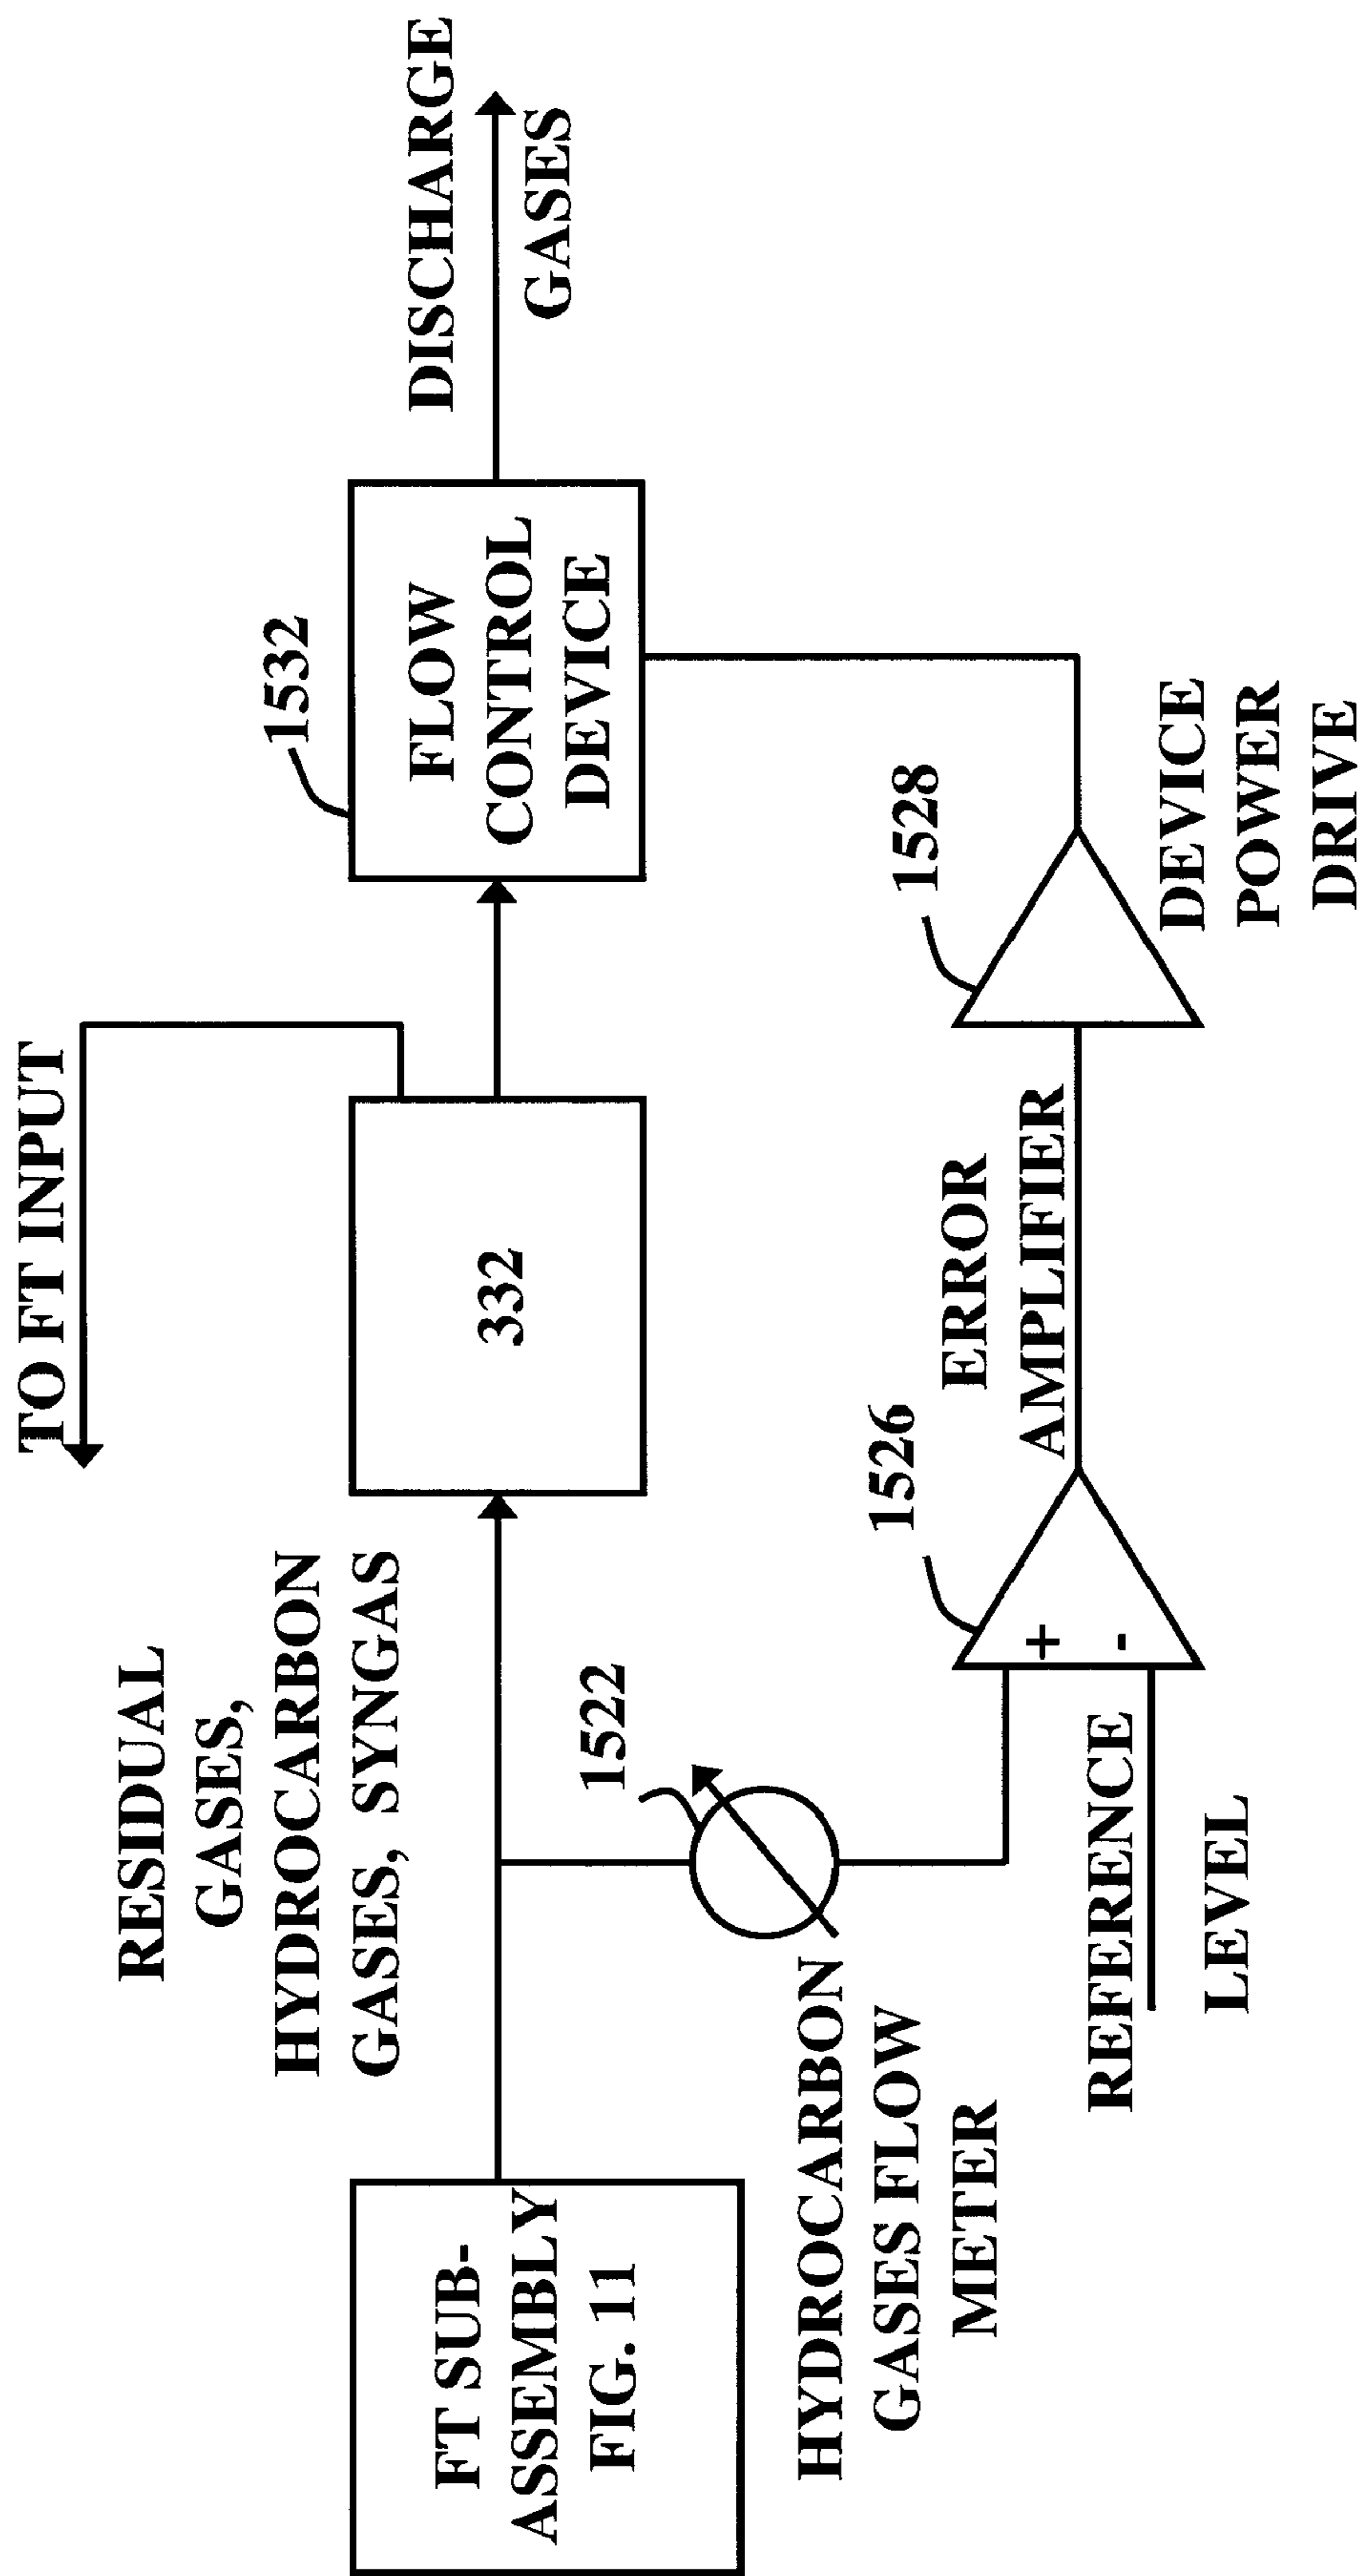 TO FT INPUT
RESIDUAL
GASES,
HYDROCARBON
GASES, SYNGAS
FT SUB-
ASSEMBLY
FIG. 11
332
1532
FLOW
CONTROL
DEVICE
DISCHARGE
GASES
1522
HYDROCARBON
GASES FLOW
METER
1526
+
-
REFERENCE
LEVEL
ERROR
AMPLIFIER
1528
DEVICE
POWER
DRIVE